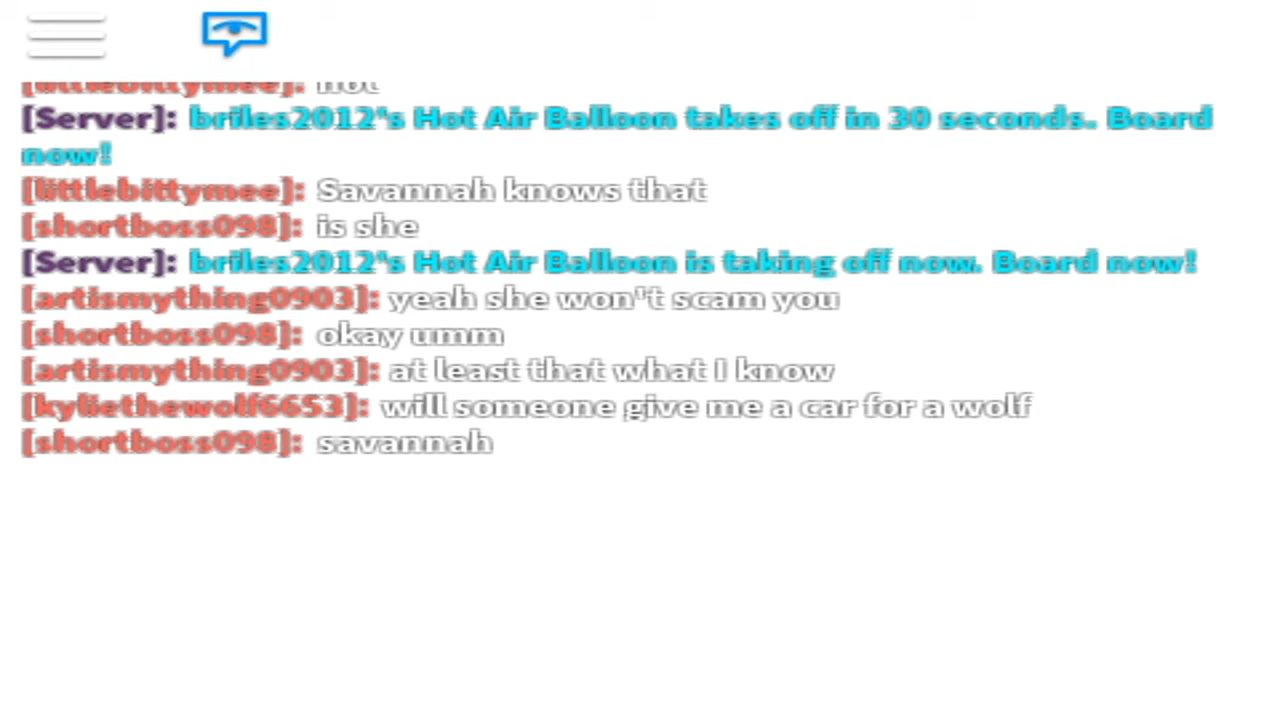 [littlebittymee]: not
[Server]: briles2012's Hot Air Balloon takes off in 30 seconds. Board
now!
[littlebittymee]: Savannah knows that
[shortboss098]: is she
[Server]: briles2012's Hot Air Balloon is taking off now. Board now!
[artismything0903]: yeah she won't scam you
[shortboss098]: okay umm
[artismything0903]: at least that what I know
[kyliethewolf6653]: will someone give me a car for a wolf
[shortboss098]: savannah